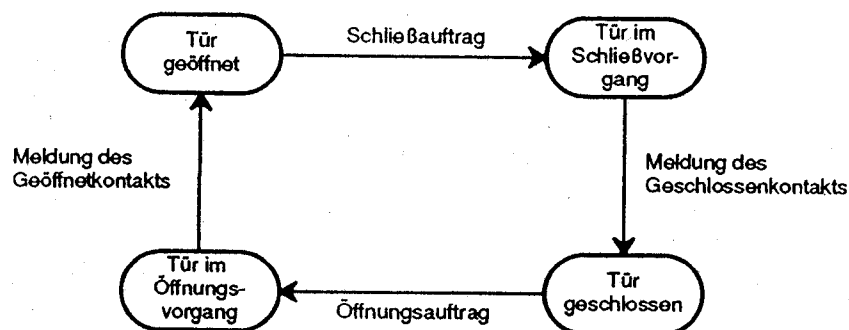 Tür
geöffnet
Schließauftrag
Tür im
Schließvor-
gang
Meldung des
Geöffnetkontakts
Meldung des
Geschlossenkontakts
Tür im
Öffnungs-
vorgang
Öffnungsauftrag
Tür
geschlossen